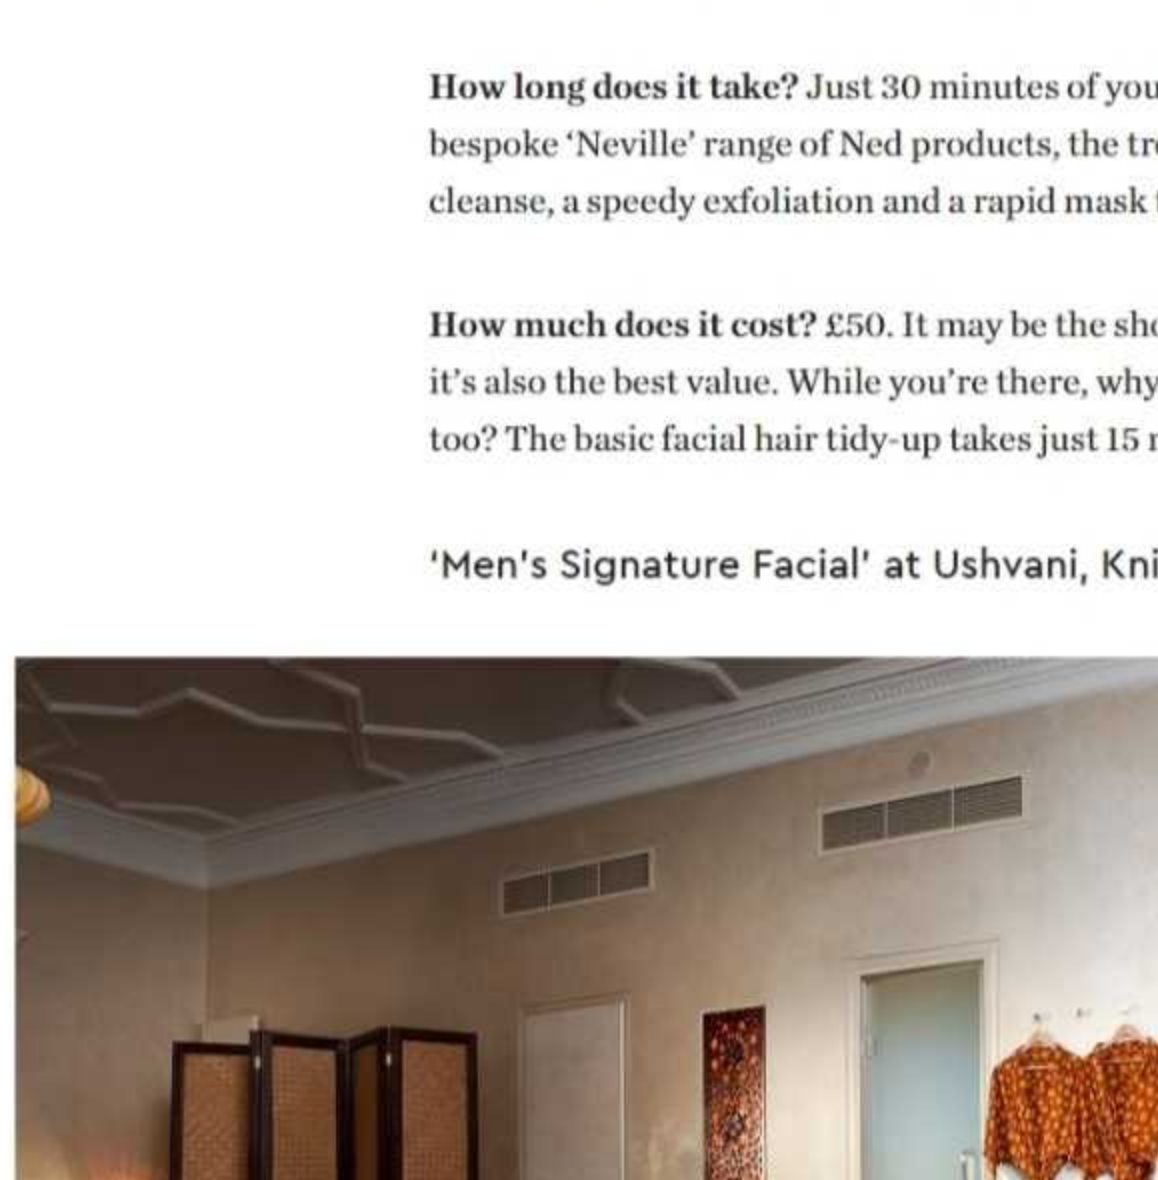 How long does it take? Just 30 minutes of you
bespoke ‘Neville’ range of Ned products, the tr
cleanse, a speedy exfoliation and a rapid mask
How much does it cost? £50. It may be the sho
it’s also the best value. While you’re there, why
too? The basic facial hair tidy-up takes just 15
‘Men’s Signature Facial’ at Ushvani, Kni